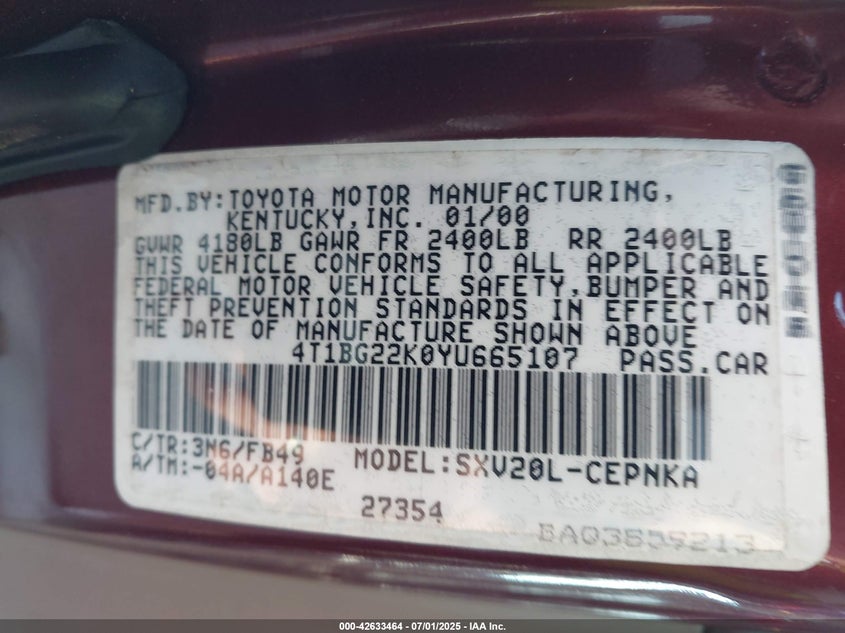 MFD.BY:TOYOTA MOTOR MANUFACTURING,
KENTUCKY,INC. 01/00
GVWR 4180LB GAWR FR 2400LB RR 2400LB
THIS VEHICLE CONFORMS TO ALL APPLICABLE
FEDERAL MOTOR VEHICLE SAFETY,BUMPER AND
THEFT PREVENTION STANDARDS IN EFFECT ON
THE DATE OF MANUFACTURE SHOWN ABOVE
4T1BG22K0YU665107 PASS.CAR
C/TR:3N6/FB49
A/TM:-04A/A140E
MODEL:SXV20L-CEPNKA
27354
BA03859213
000-42633464 - 07/01/2025 - IAA Inc.